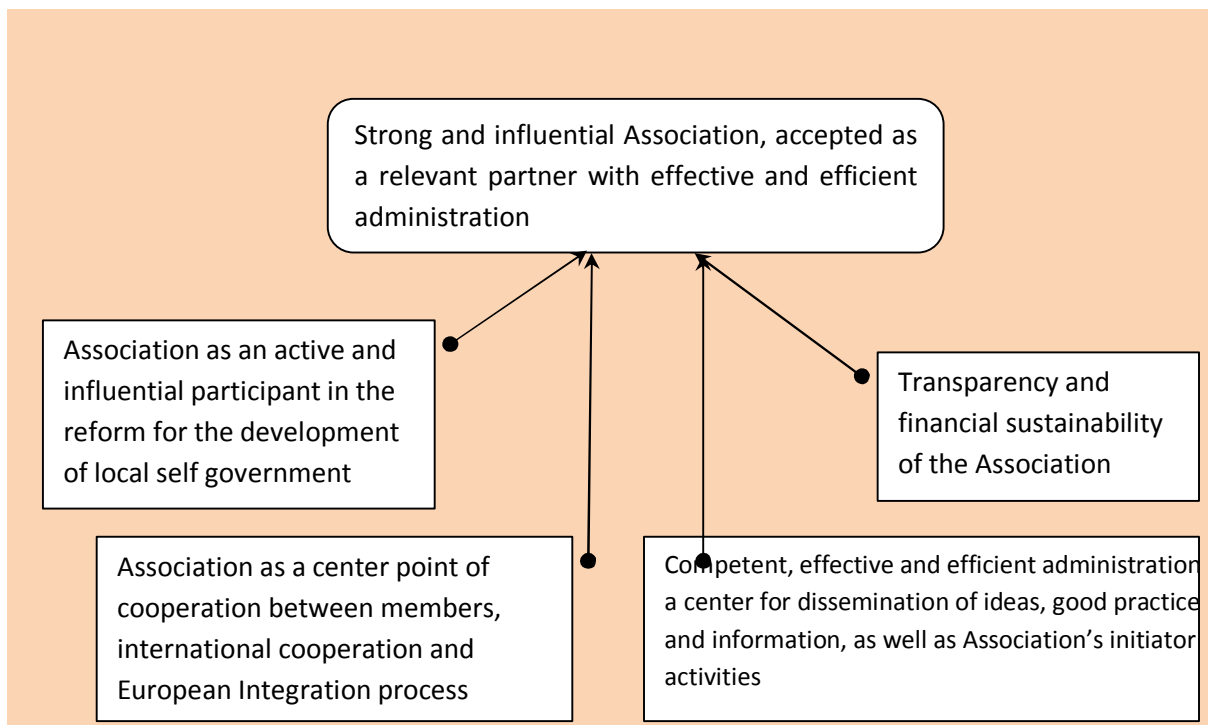 Strong and influential Association, accepted as
a relevant partner with effective and efficient
administration
Association as an active and
influential participant in the
reform for the development
of local self government
Transparency and
financial sustainability
of the Association
Association as a center point of
cooperation between members,
international cooperation and
European Integration process
Competent, effective and efficient administration
a center for dissemination of ideas, good practice
and information, as well as Association’s initiator
activities